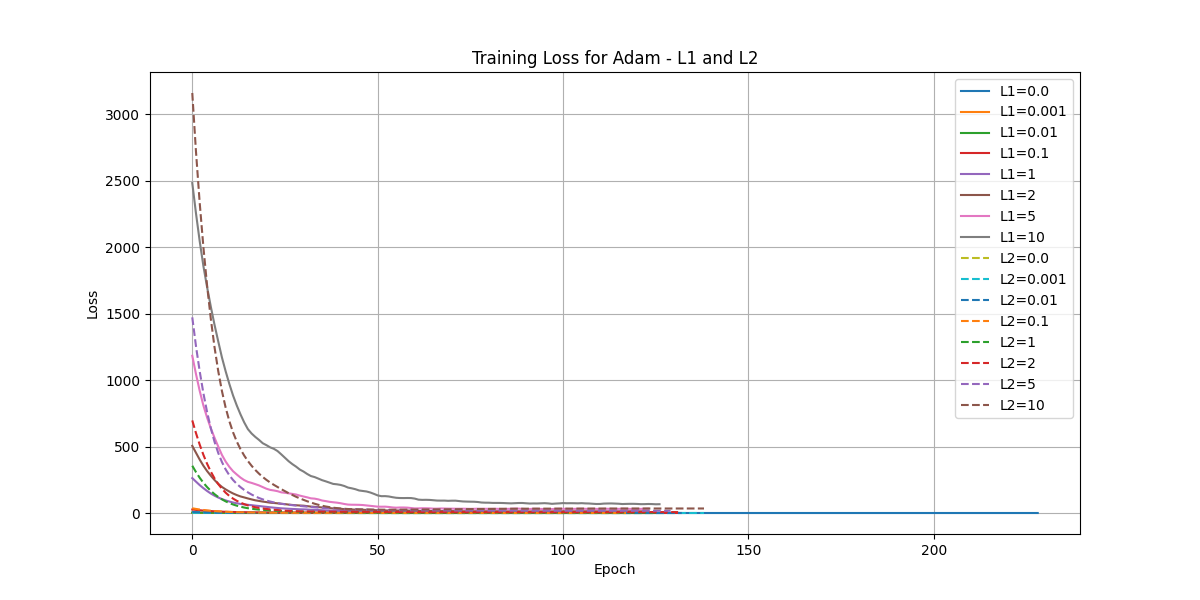 Training Loss for Adam - L1 and L2
Loss
3000
2500
2000
1500
1000
500
0
0
50
100
150
200
Epoch
L1=0.0
L1=0.001
L1=0.01
L1=0.1
L1=1
L1=2
L1=5
L1=10
L2=0.0
L2=0.001
L2=0.01
L2=0.1
L2=1
L2=2
L2=5
L2=10